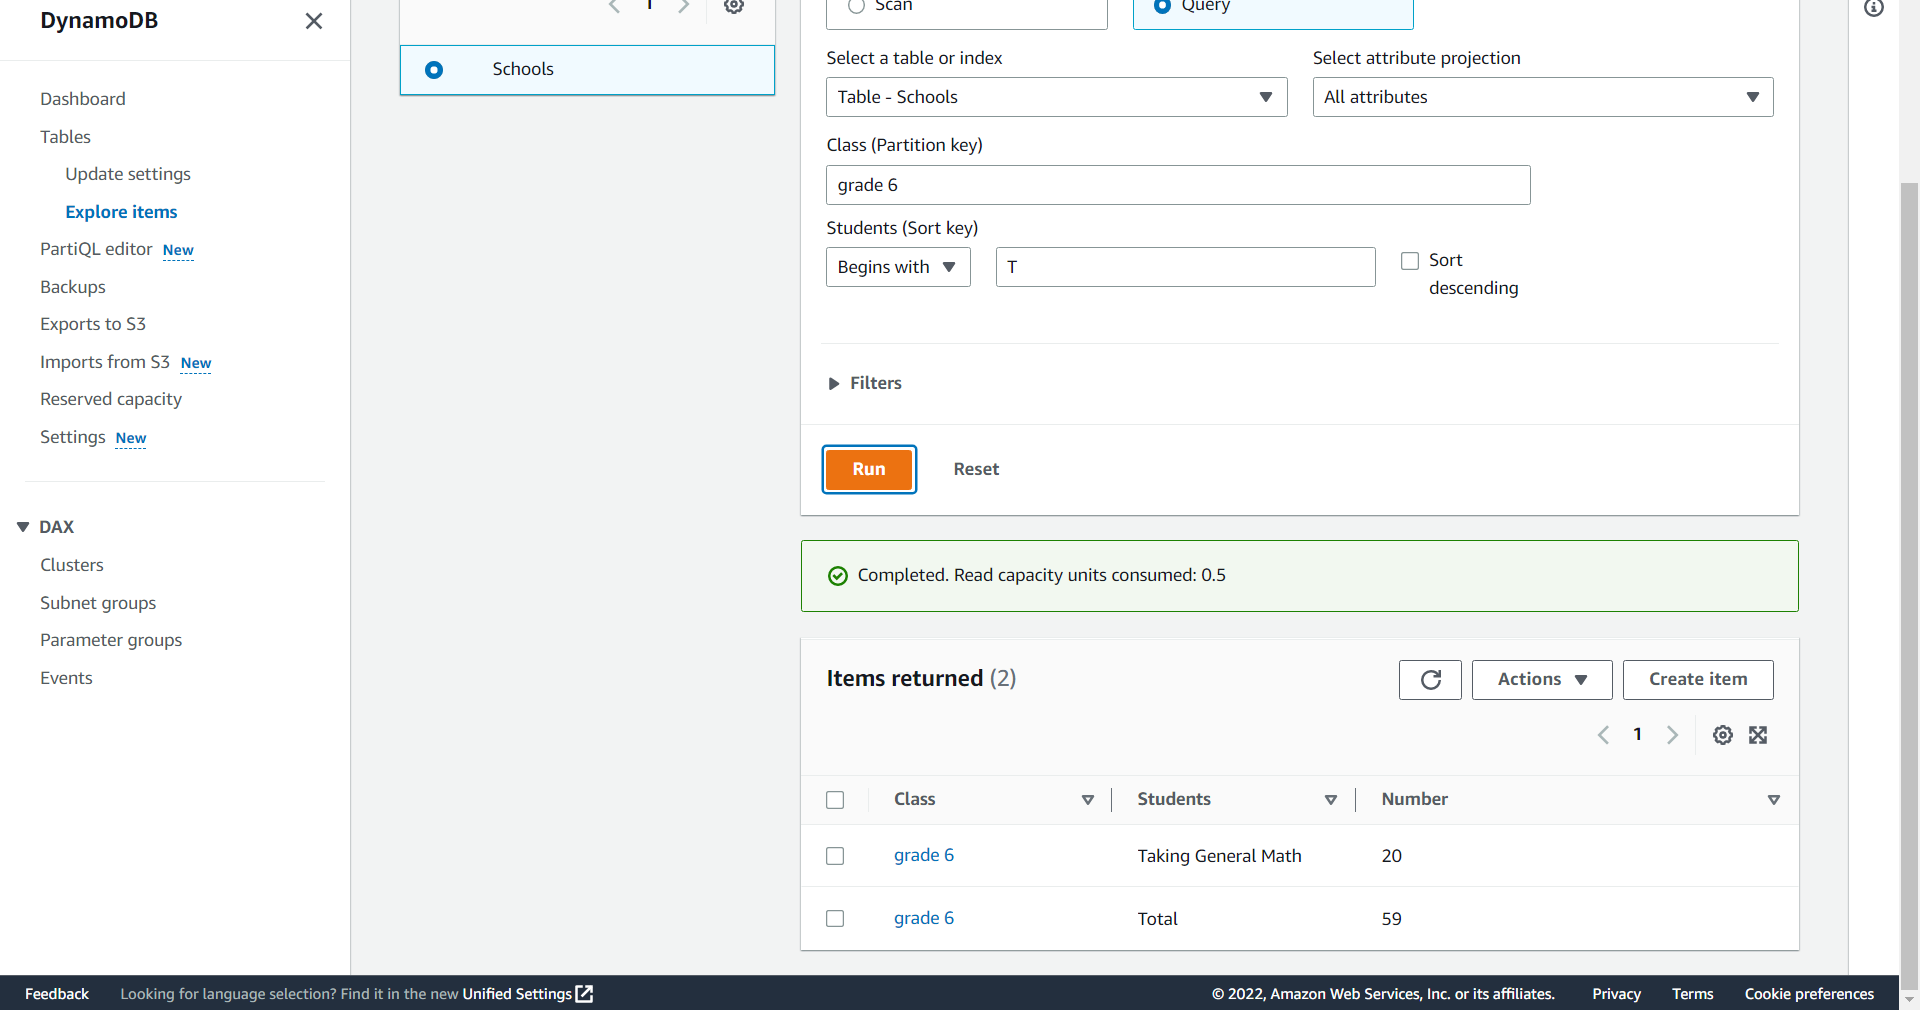 DynamoDB
Dashboard
Tables
Update settings
Explore items
PartiQL editor New
Backups
Exports to S3
Imports from S3 New
Reserved capacity
Settings New
DAX
Clusters
Subnet groups
Parameter groups
Events
1
Schools
Scan
Query
Select a table or index
Table - Schools
Select attribute projection
All attributes
Class (Partition key)
grade 6
Students (Sort key)
Begins with
T
Sort
descending
Filters
Run
Reset
Completed. Read capacity units consumed: 0.5
Items returned (2)
Actions
Create item
1
Class Students Number
grade 6 Taking General Math 20
grade 6 Total 59
Feedback
Looking for language selection? Find it in the new Unified Settings
© 2022, Amazon Web Services, Inc. or its affiliates.
Privacy
Terms
Cookie preferences